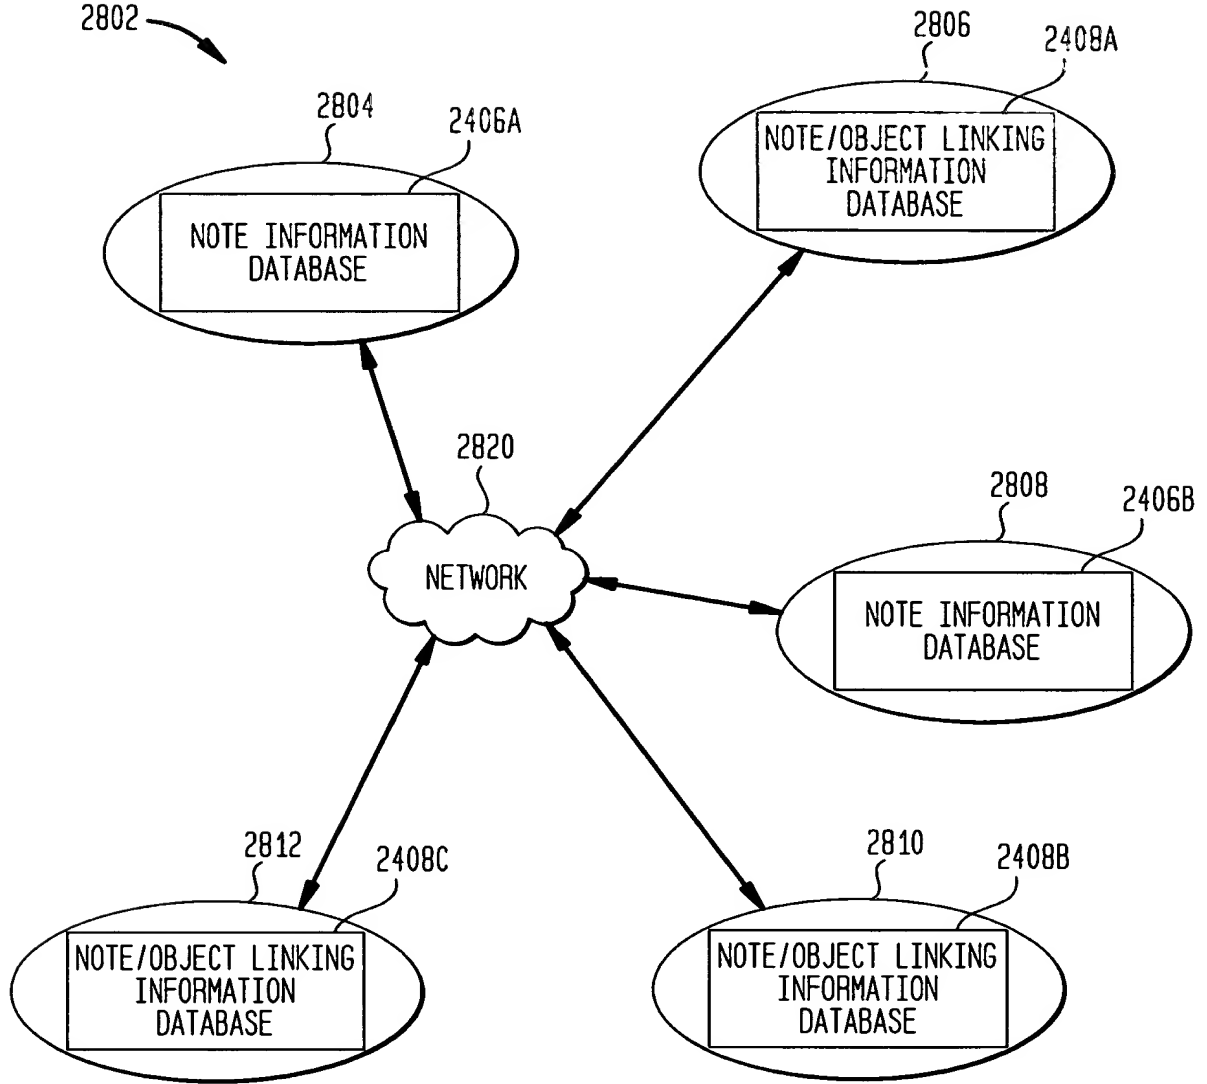 2802
2806
2408A
NOTE/OBJECT LINKING
INFORMATION
DATABASE
2804
2406A
NOTE INFORMATION
DATABASE
2820
NETWORK
2808
2406B
NOTE INFORMATION
DATABASE
2812
2408C
NOTE/OBJECT LINKING
INFORMATION
DATABASE
2810
2408B
NOTE/OBJECT LINKING
INFORMATION
DATABASE